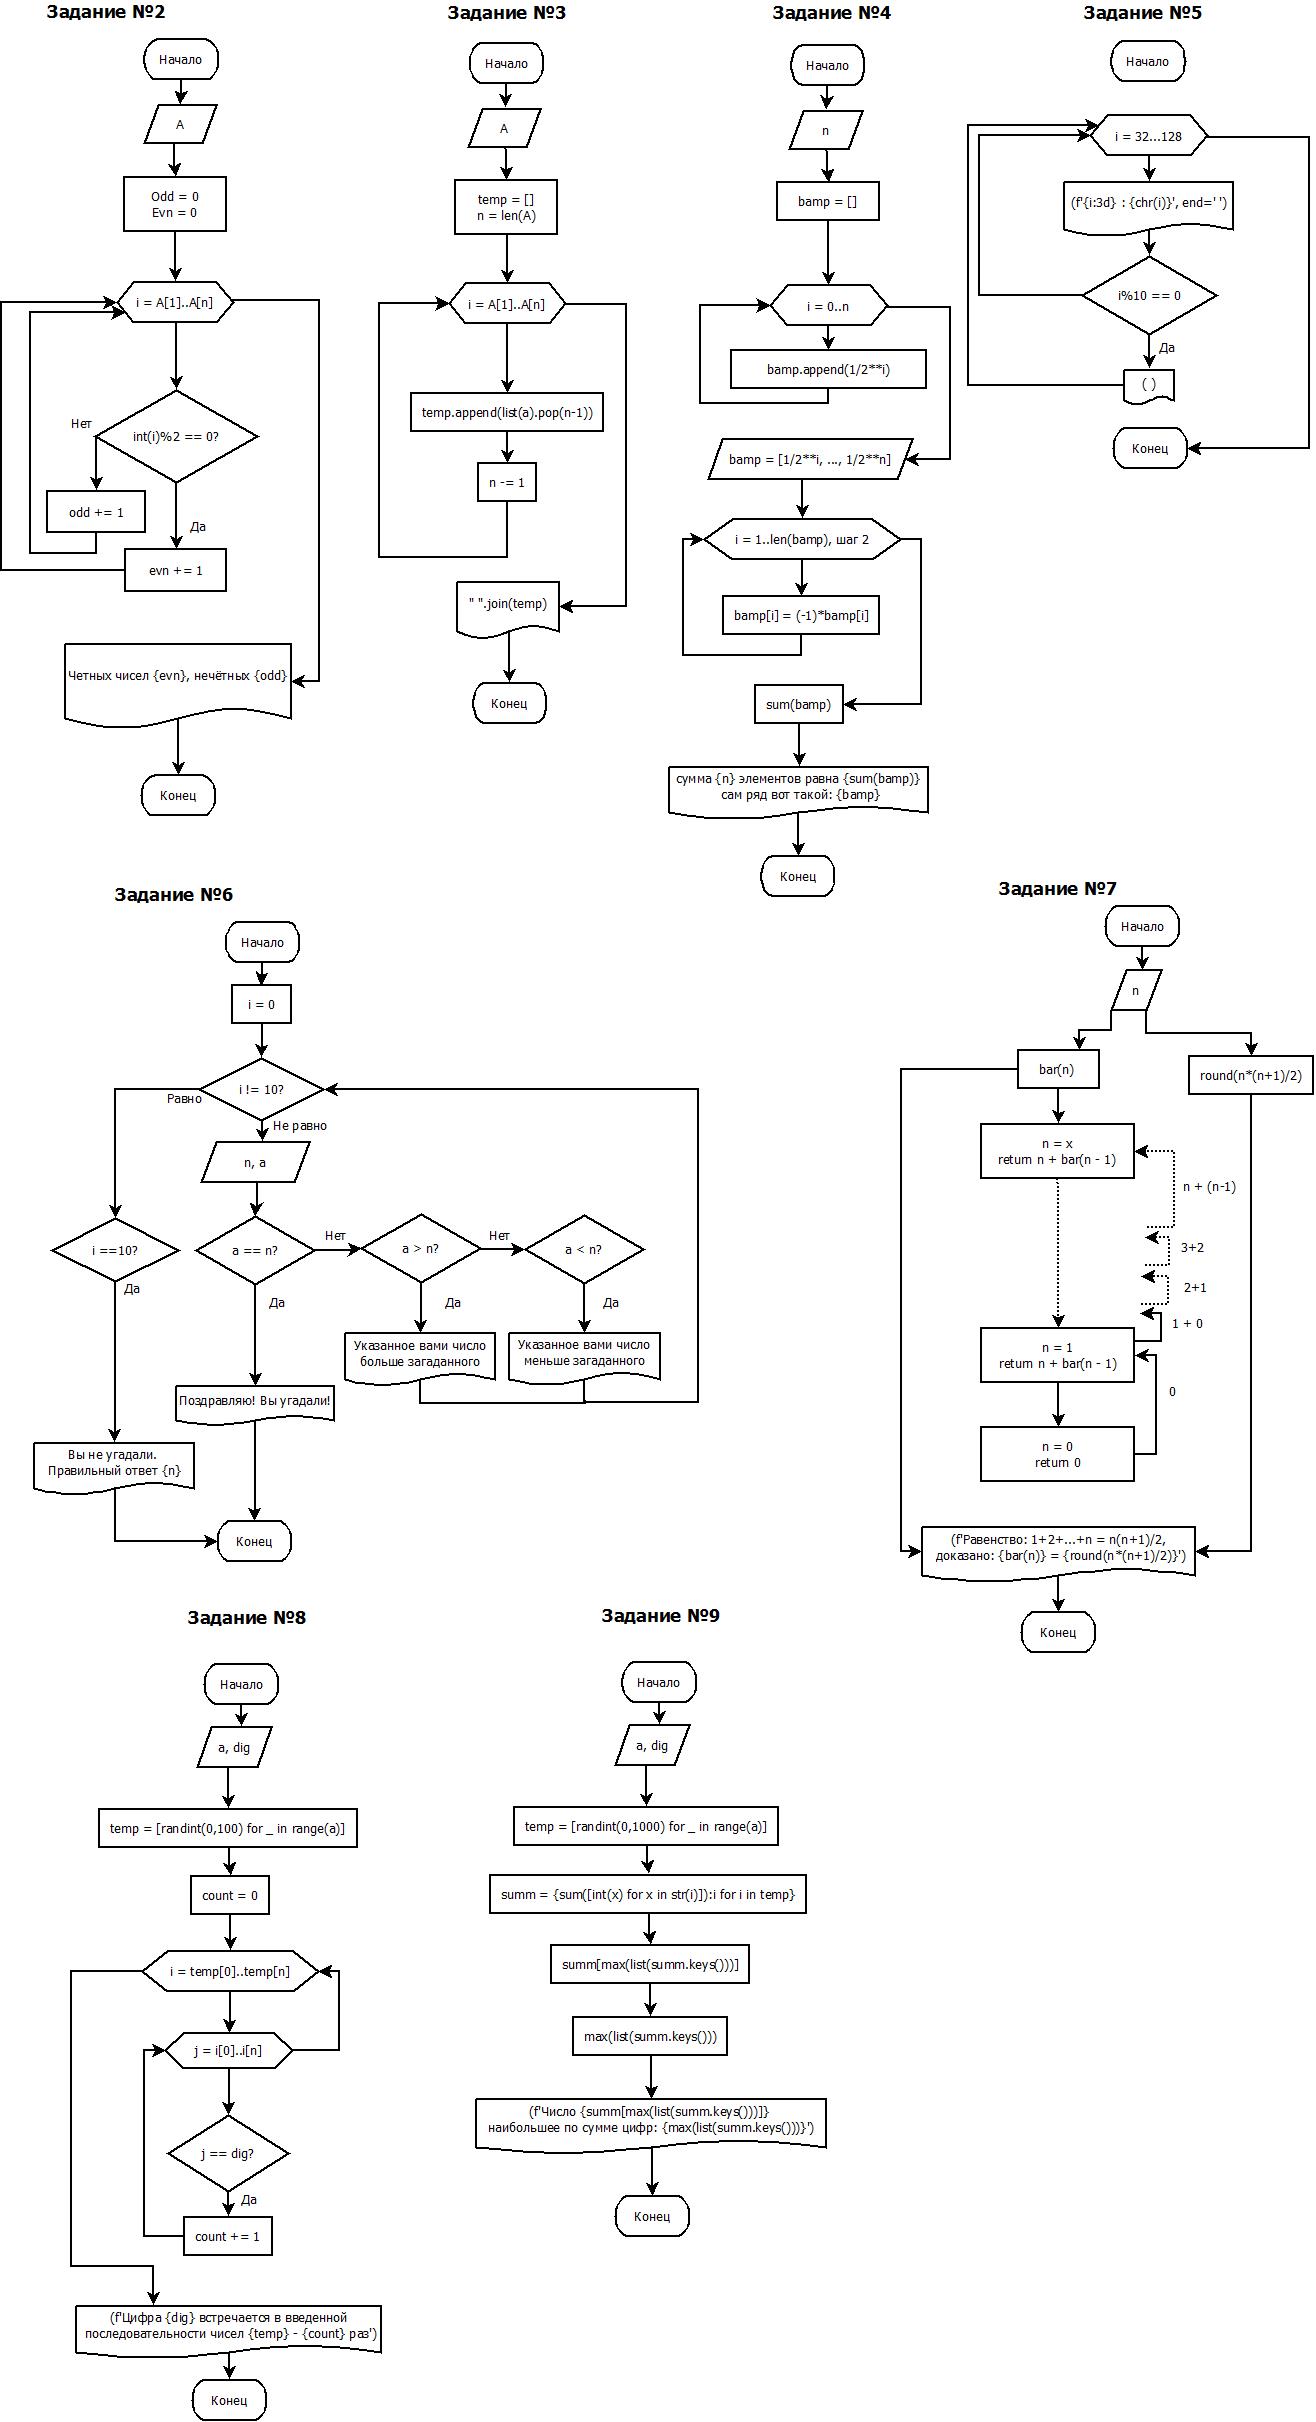 Задание №2
Начало
A
Odd = 0
Evn = 0
i = A[1]..A[n]
Нет
int(i)%2 == 0?
odd += 1
Да
evn += 1
Четных чисел {evn}, нечётных {odd}
Конец
Задание №3
Начало
A
temp = []
n = len(A)
i = A[1]..A[n]
temp.append(list(a).pop(n-1))
n -= 1
" ".join(temp)
Конец
Задание №4
Начало
n
bamp = []
i = 0..n
bamp.append(1/2**i)
bamp = [1/2**i, ..., 1/2**n]
i = 1..len(bamp), шаг 2
bamp[i] = (-1)*bamp[i]
sum(bamp)
сумма {n} элементов равна {sum(bamp)}
сам ряд вот такой: {bamp}
Конец
Задание №5
Начало
i = 32...128
(f'{i:3d} : {chr(i)}', end=' ')
i%10 == 0
Да
( )
Конец
Задание №6
Начало
i = 0
i != 10?
Равно
Не равно
n, a
i ==10?
Да
a == n?
Нет
Да
a > n?
Нет
Да
a < n?
Да
Указанное вами число
больше загаданного
Указанное вами число
меньше загаданного
Поздравляю! Вы угадали!
Вы не угадали.
Правильный ответ {n}
Конец
Задание №7
Начало
n
bar(n)
round(n*(n+1)/2)
n = x
return n + bar(n - 1)
n + (n-1)
3+2
2+1
1 + 0
n = 1
return n + bar(n - 1)
0
n = 0
return 0
(f'Равенство: 1+2+...+n = n(n+1)/2,
доказано: {bar(n)} = {round(n*(n+1)/2)}')
Конец
Задание №8
Начало
a, dig
temp = [randint(0,100) for _ in range(a)]
count = 0
i = temp[0]..temp[n]
j = i[0]..i[n]
j == dig?
Да
count += 1
(f'Цифра {dig} встречается в введенной
последовательности чисел {temp} - {count} раз')
Конец
Задание №9
Начало
a, dig
temp = [randint(0,1000) for _ in range(a)]
summ = {sum([int(x) for x in str(i)]):i for i in temp}
summ[max(list(summ.keys()))]
max(list(summ.keys()))
(f'Число {summ[max(list(summ.keys()))]}
наибольшее по сумме цифр: {max(list(summ.keys()))}')
Конец